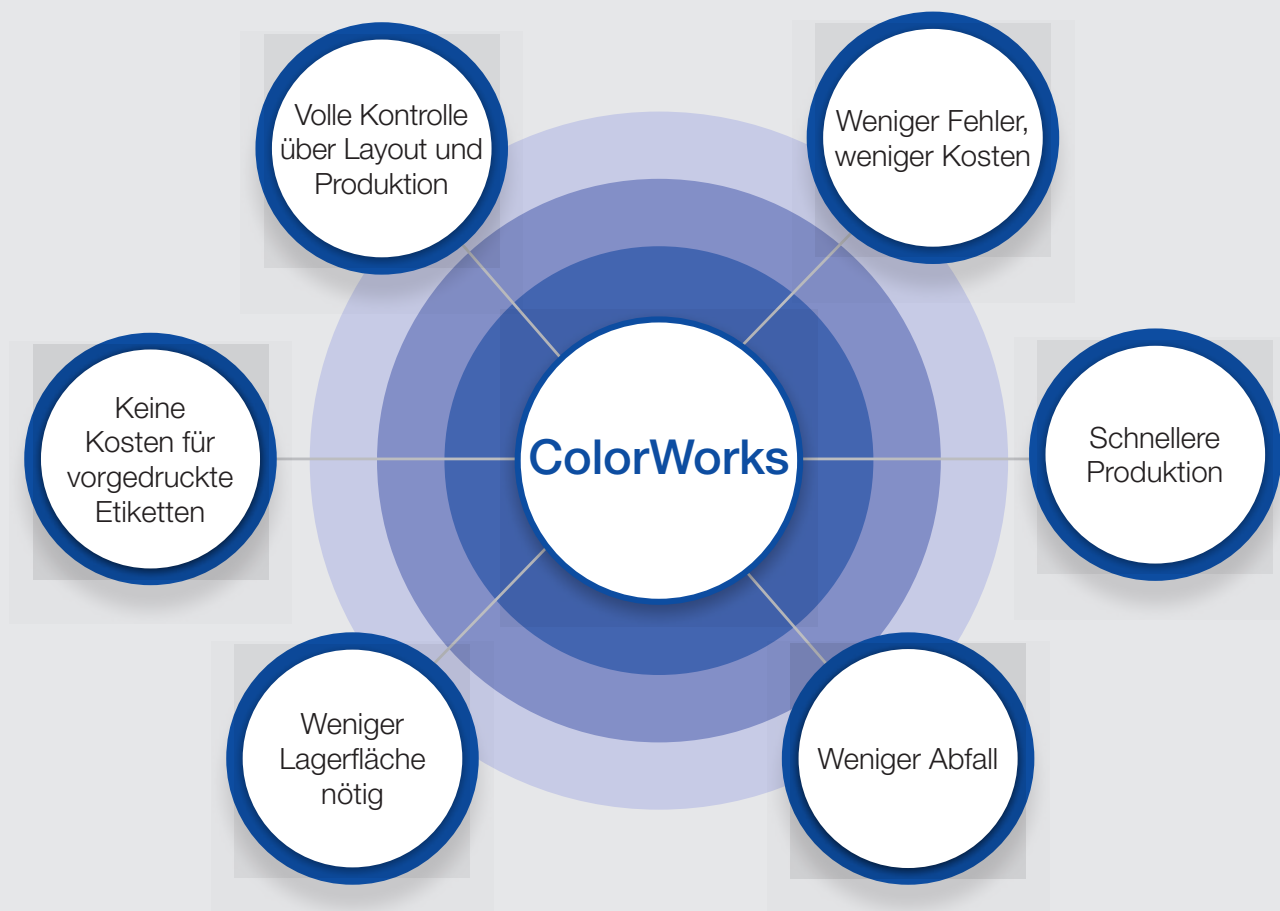 Volle Kontrolle
über Layout und
Produktion
Weniger Fehler,
weniger Kosten
Keine
Kosten für
vorgedruckte
Etiketten
ColorWorks
Schnellere
Produktion
Weniger
Lagerfläche
nötig
Weniger Abfall